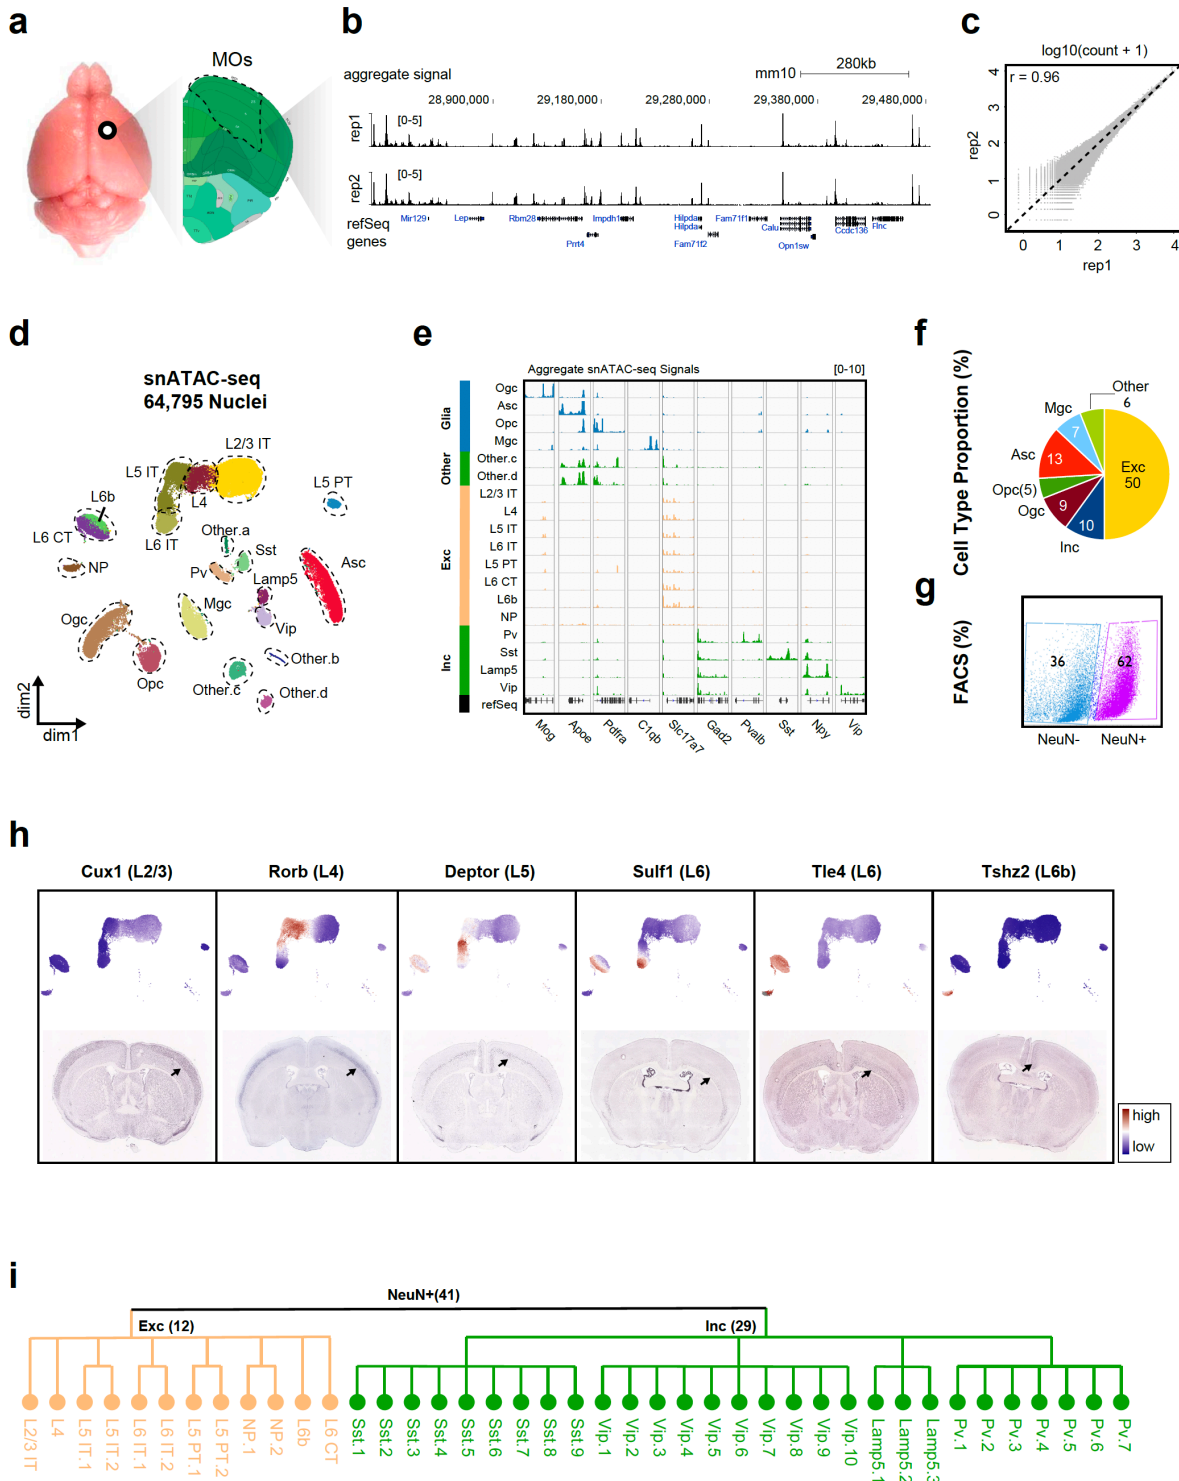 a
MOs
b
aggregate signal
mm10
280kb
28,900,000
29,180,000
29,280,000
29,380,000
29,480,000
rep1
[0-5]
rep2
[0-5]
refSeq
genes
Mir129
Lep
Rbm28
Impdh1
Hilpda
Fam71f1
Hilpda
Calu
Ccdc136
Flnc
Prrt4
Fam71f2
Opn1sw
c
log10(count + 1)
r = 0.96
rep2
0 1 2 3 4
0 1 2 3 4
rep1
d
snATAC-seq
64,795 Nuclei
L2/3 IT
L5 IT
L4
L6b
L5 PT
L6 CT
L6 IT
Other.a
Sst
NP
Pv
Lamp5
Asc
Mgc
Ogc
Vip
Other.b
Opc
Other.c
Other.d
dim2
dim1
e
Aggregate snATAC-seq Signals
[0-10]
Glia
Other
Exc
Inc
Ogc
Asc
Opc
Mgc
Other.c
Other.d
L2/3 IT
L4
L5 IT
L6 IT
L5 PT
L6 CT
L6b
NP
Pv
Sst
Lamp5
Vip
refSeq
Mog
Apoe
Pdfra
C1qb
Slc17a7
Gad2
Pvalb
Sst
Npy
Vip
f
Cell Type Proportion (%)
Other
6
Mgc
7
Asc
13
Exc
50
Opc(5)
Ogc
9
10
Inc
g
FACS (%)
36
62
NeuN-
NeuN+
h
Cux1 (L2/3)
Rorb (L4)
Deptor (L5)
Sulf1 (L6)
Tle4 (L6)
Tshz2 (L6b)
high
low
i
NeuN+(41)
Exc (12)
Inc (29)
L2/3 IT
L4
L5 IT.1
L5 IT.2
L6 IT.1
L6 IT.2
L5 PT.1
L5 PT.2
NP.1
NP.2
L6b
L6 CT
Sst.1
Sst.2
Sst.3
Sst.4
Sst.5
Sst.6
Sst.7
Sst.8
Sst.9
Vip.1
Vip.2
Vip.3
Vip.4
Vip.5
Vip.6
Vip.7
Vip.8
Vip.9
Vip.10
Lamp5.1
Lamp5.2
Lamp5.3
Pv.1
Pv.2
Pv.3
Pv.4
Pv.5
Pv.6
Pv.7